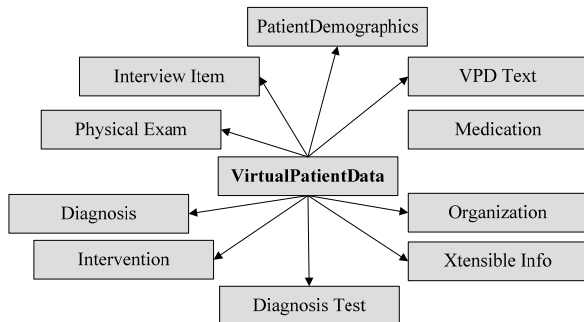 PatientDemographics
Interview Item
VPD Text
Physical Exam
Medication
VirtualPatientData
Diagnosis
Organization
Intervention
Xtensible Info
Diagnosis Test